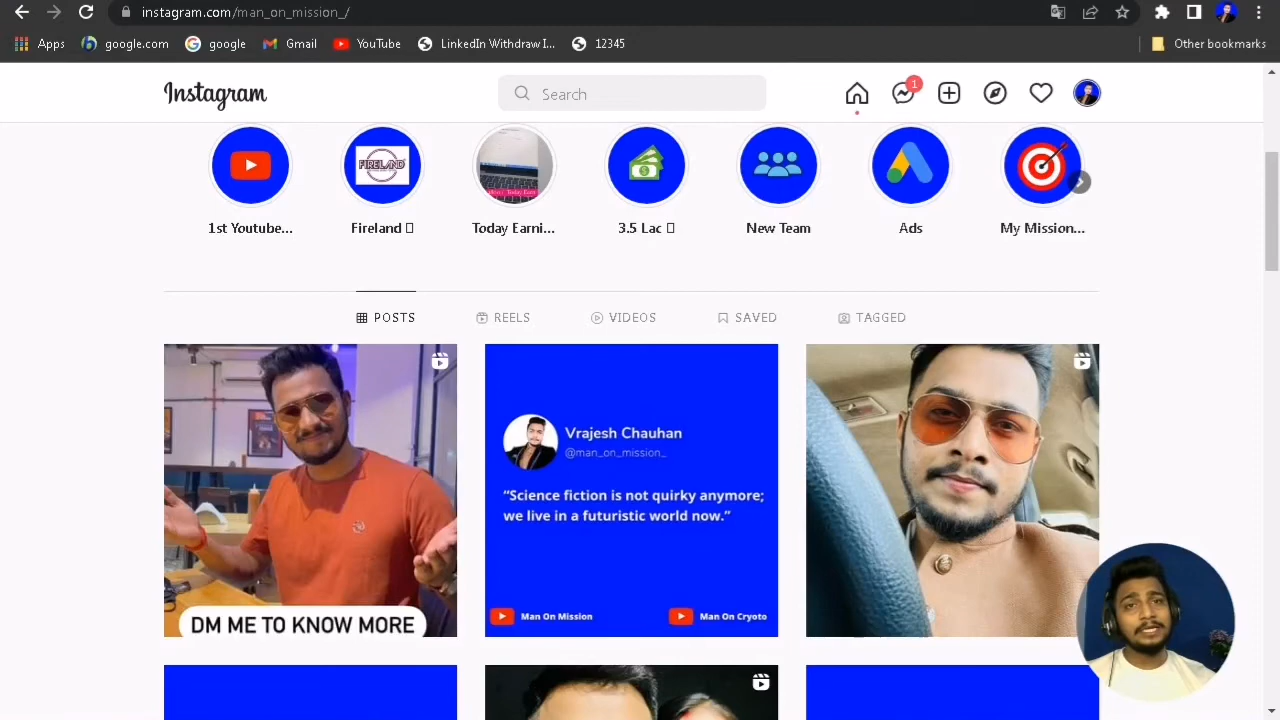 instagram.com/man_on_mission_/
Apps
google.com
google
Gmail
YouTube
LinkedIn Withdraw I...
12345
Other bookmarks
Instagram
Search
1
FIRELAND
1st Youtube...
Fireland
Today Earni...
3.5 Lac
New Team
Ads
My Mission...
POSTS
REELS
VIDEOS
SAVED
TAGGED
DM ME TO KNOW MORE
Vrajesh Chauhan
@man_on_mission_
“Science fiction is not quirky anymore;
we live in a futuristic world now.”
Man On Mission
Man On Cryoto